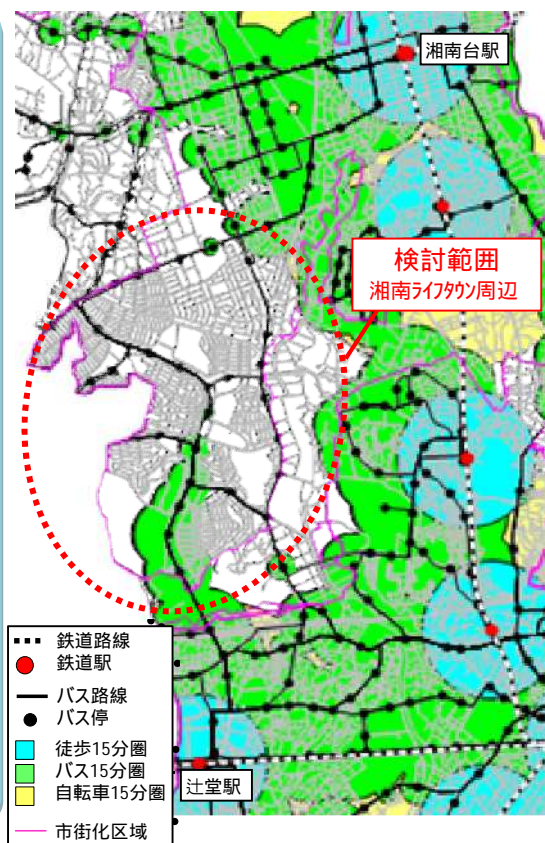 湘南台駅
検討範囲
湘南ライフタウン周辺
鉄道路線
鉄道駅
バス路線
バス停
徒歩15分圏
バス15分圏
自転車15分圏
市街化区域
辻堂駅